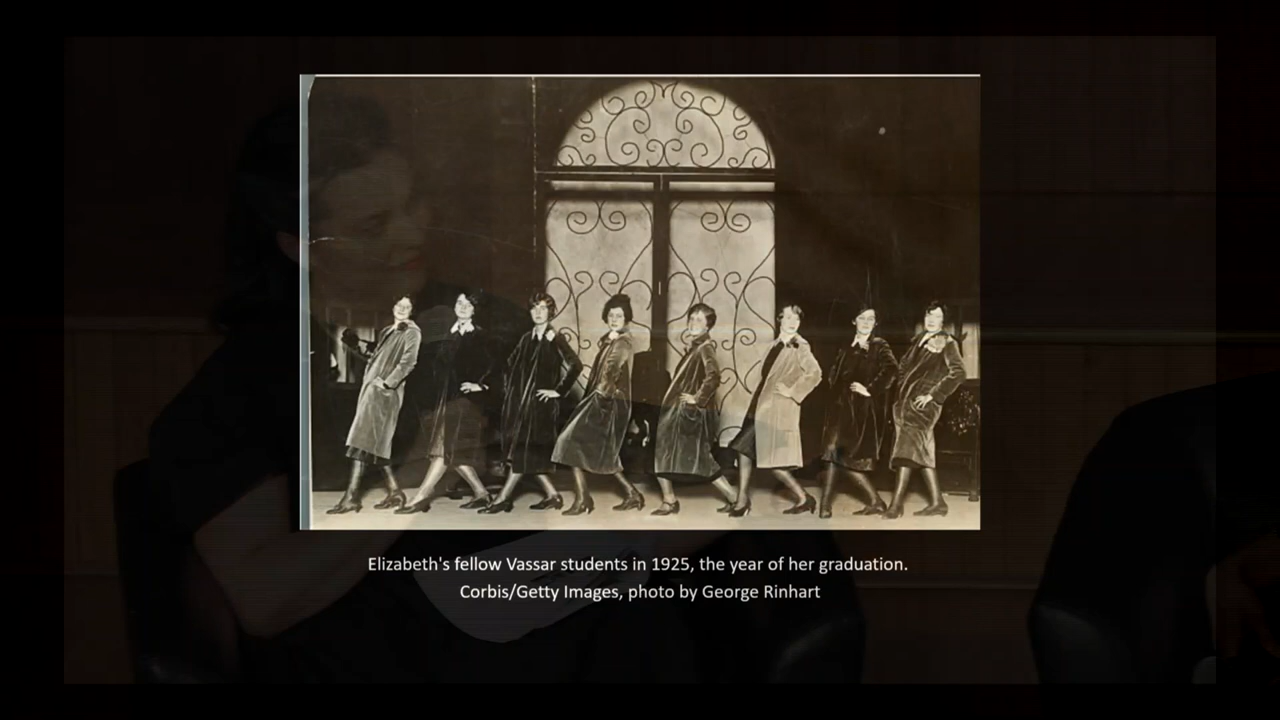 Elizabeth's fellow Vassar students in 1925, the year of her graduation.
Corbis/Getty Images, photo by George Rinhart